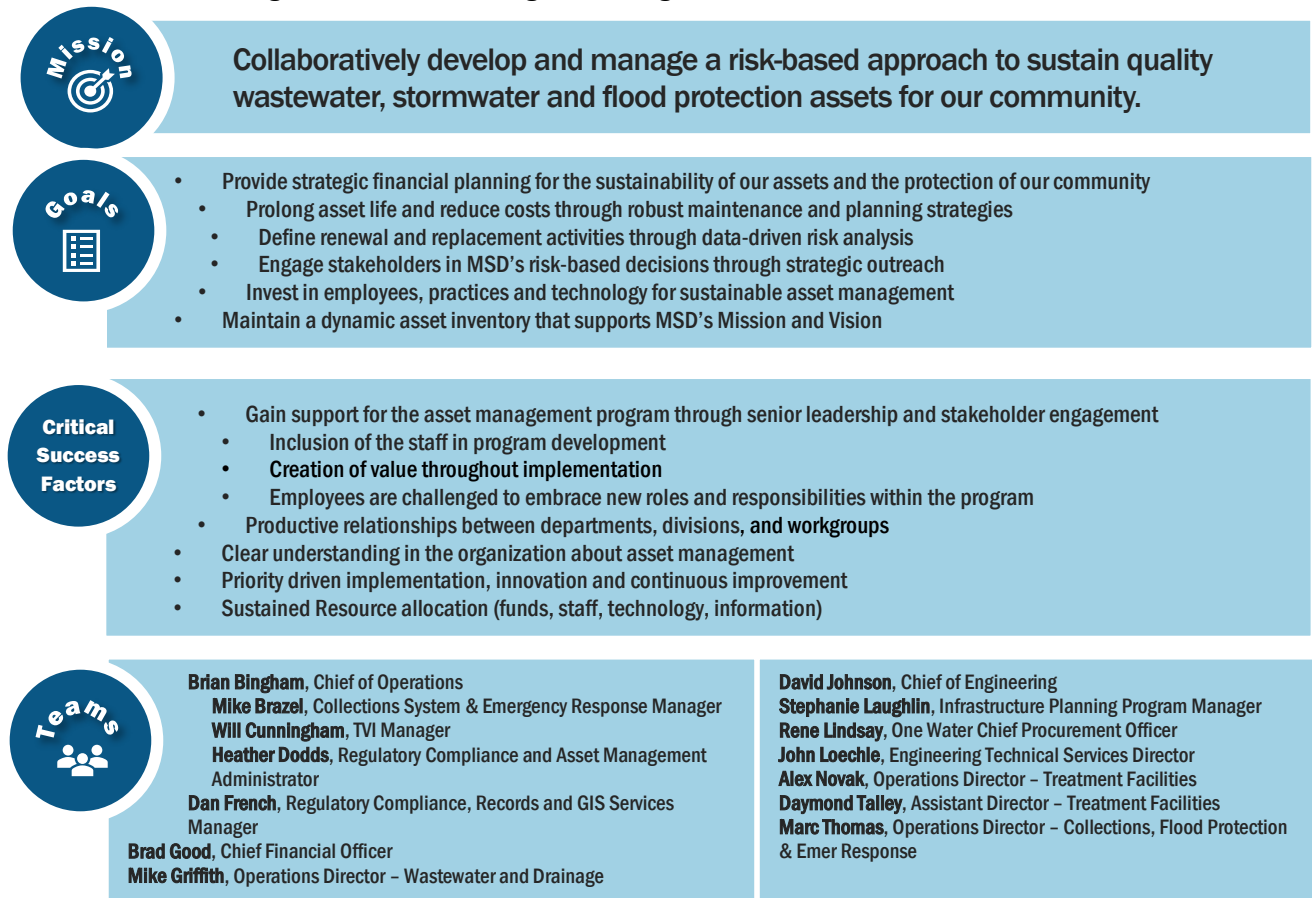 Mission
Collaboratively develop and manage a risk-based approach to sustain quality
wastewater, stormwater and flood protection assets for our community.
Goals
• Provide strategic financial planning for the sustainability of our assets and the protection of our community
• Prolong asset life and reduce costs through robust maintenance and planning strategies
• Define renewal and replacement activities through data-driven risk analysis
• Engage stakeholders in MSD’s risk-based decisions through strategic outreach
• Invest in employees, practices and technology for sustainable asset management
• Maintain a dynamic asset inventory that supports MSD’s Mission and Vision
Critical
Success
Factors
• Gain support for the asset management program through senior leadership and stakeholder engagement
• Inclusion of the staff in program development
• Creation of value throughout implementation
• Employees are challenged to embrace new roles and responsibilities within the program
• Productive relationships between departments, divisions, and workgroups
• Clear understanding in the organization about asset management
• Priority driven implementation, innovation and continuous improvement
• Sustained Resource allocation (funds, staff, technology, information)
Teams
Brian Bingham, Chief of Operations
Mike Brazel, Collections System & Emergency Response Manager
Will Cunningham, TVI Manager
Heather Dodds, Regulatory Compliance and Asset Management
Administrator
Dan French, Regulatory Compliance, Records and GIS Services
Manager
Brad Good, Chief Financial Officer
Mike Griffith, Operations Director – Wastewater and Drainage
David Johnson, Chief of Engineering
Stephanie Laughlin, Infrastructure Planning Program Manager
Rene Lindsay, One Water Chief Procurement Officer
John Loechle, Engineering Technical Services Director
Alex Novak, Operations Director – Treatment Facilities
Daymond Talley, Assistant Director – Treatment Facilities
Marc Thomas, Operations Director – Collections, Flood Protection
& Emer Response